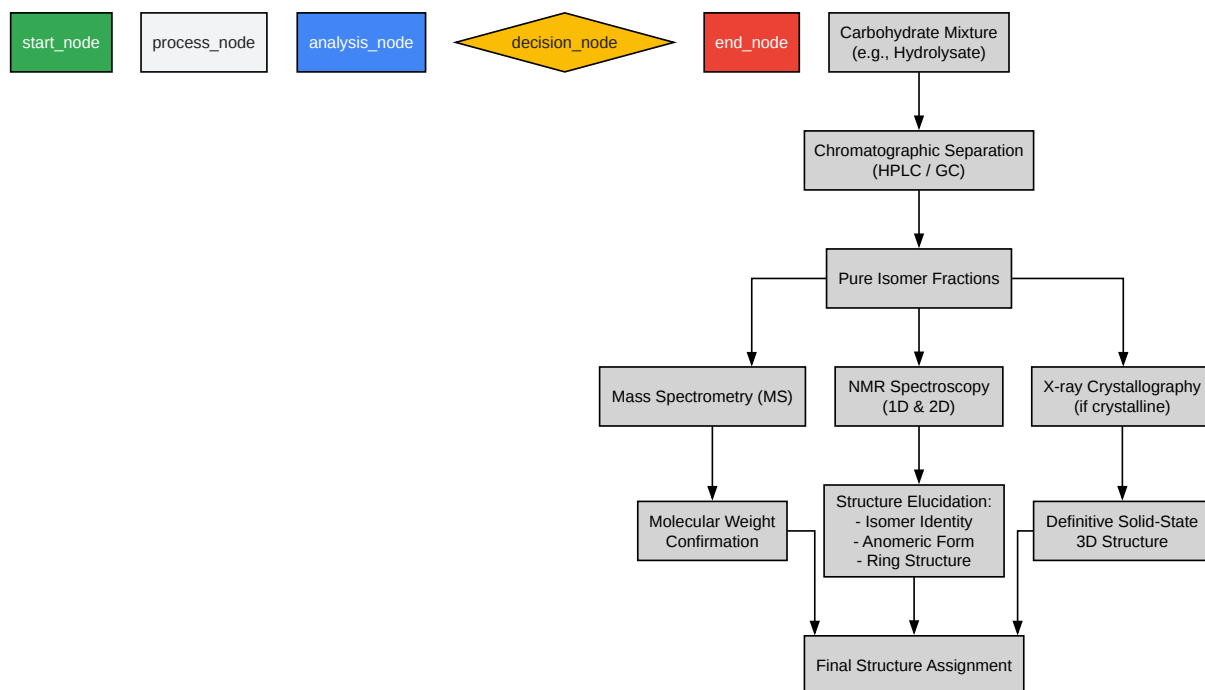 start_node
process_node
analysis_node
decision_node
end_node
Carbohydrate Mixture
(e.g., Hydrolysate)
Chromatographic Separation
(HPLC / GC)
Pure Isomer Fractions
Mass Spectrometry (MS)
NMR Spectroscopy
(1D & 2D)
X-ray Crystallography
(if crystalline)
Molecular Weight
Confirmation
Structure Elucidation:
- Isomer Identity
- Anomeric Form
- Ring Structure
Definitive Solid-State
3D Structure
Final Structure Assignment